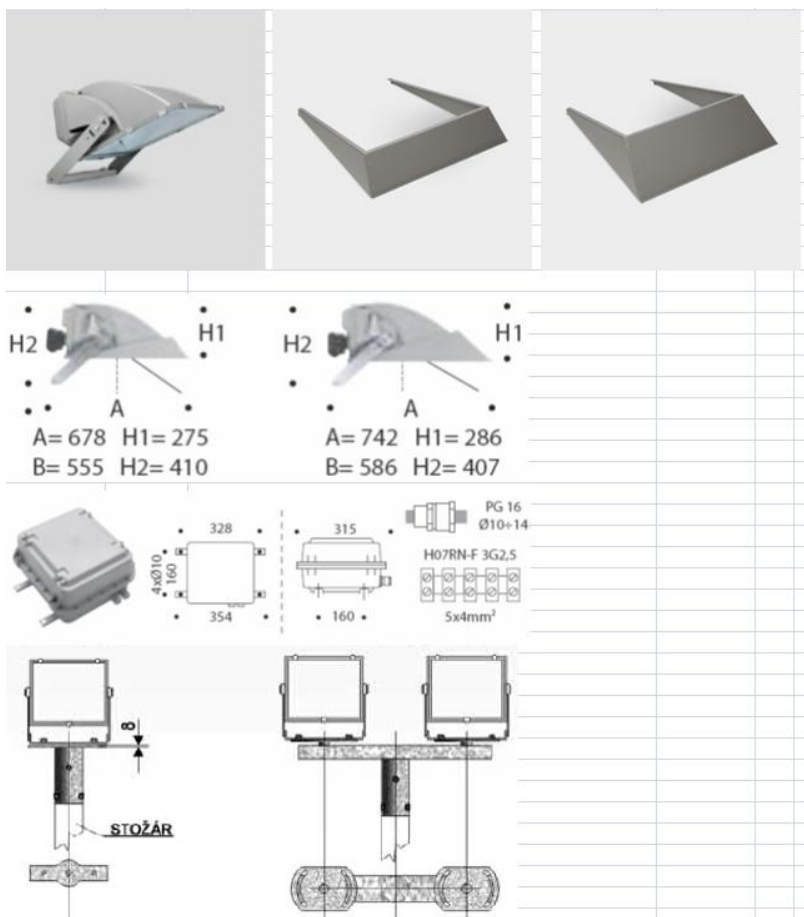 H2 H1 H2 H1
A A
A= 678 H1= 275 A= 742 H1= 286
B= 555 H2= 410 B= 586 H2= 407
PG 16
328 315 Ø10÷14
4xØ10
160
H07RN-F 3G2,5
354 160 5x4mm²
8
STOŽÁR